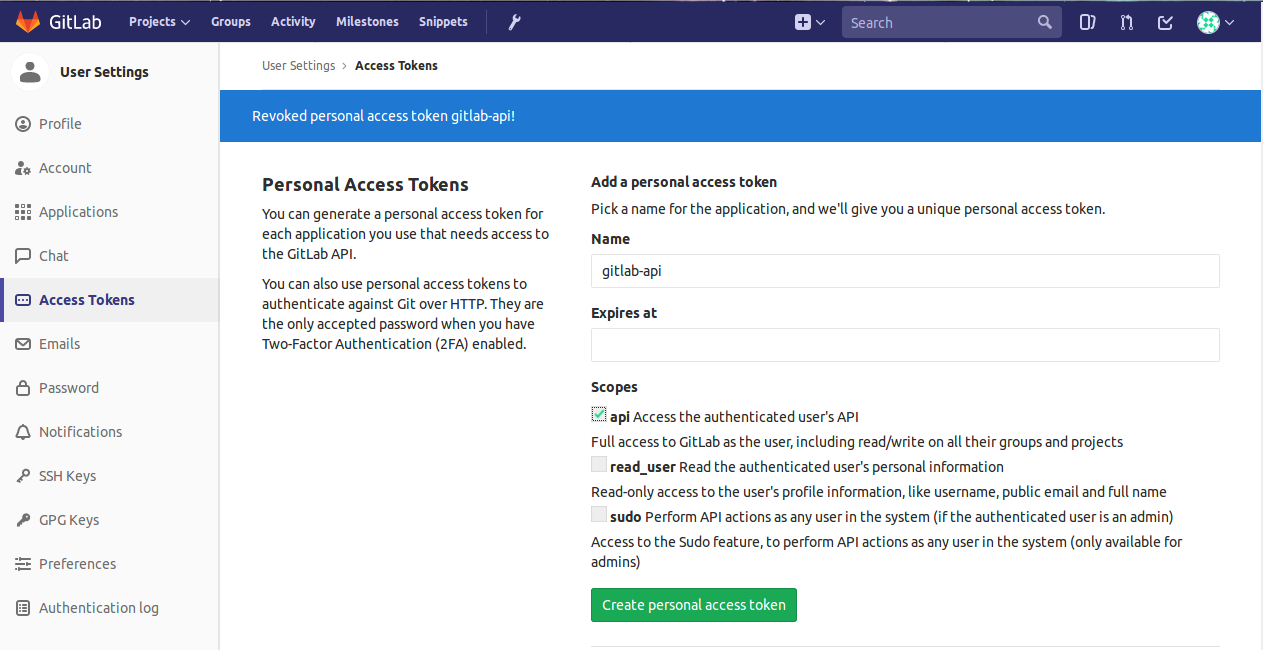 GitLab Projects Groups Activity Milestones Snippets Search
User Settings
User Settings > Access Tokens
Profile
Account
Applications
Chat
Access Tokens
Emails
Password
Notifications
SSH Keys
GPG Keys
Preferences
Authentication log
Revoked personal access token gitlab-api!
Personal Access Tokens
You can generate a personal access token for
each application you use that needs access to
the GitLab API.
You can also use personal access tokens to
authenticate against Git over HTTP. They are
the only accepted password when you have
Two-Factor Authentication (2FA) enabled.
Add a personal access token
Pick a name for the application, and we'll give you a unique personal access token.
Name
gitlab-api
Expires at
Scopes
api Access the authenticated user's API
Full access to GitLab as the user, including read/write on all their groups and projects
read_user Read the authenticated user's personal information
Read-only access to the user's profile information, like username, public email and full name
sudo Perform API actions as any user in the system (if the authenticated user is an admin)
Access to the Sudo feature, to perform API actions as any user in the system (only available for
admins)
Create personal access token